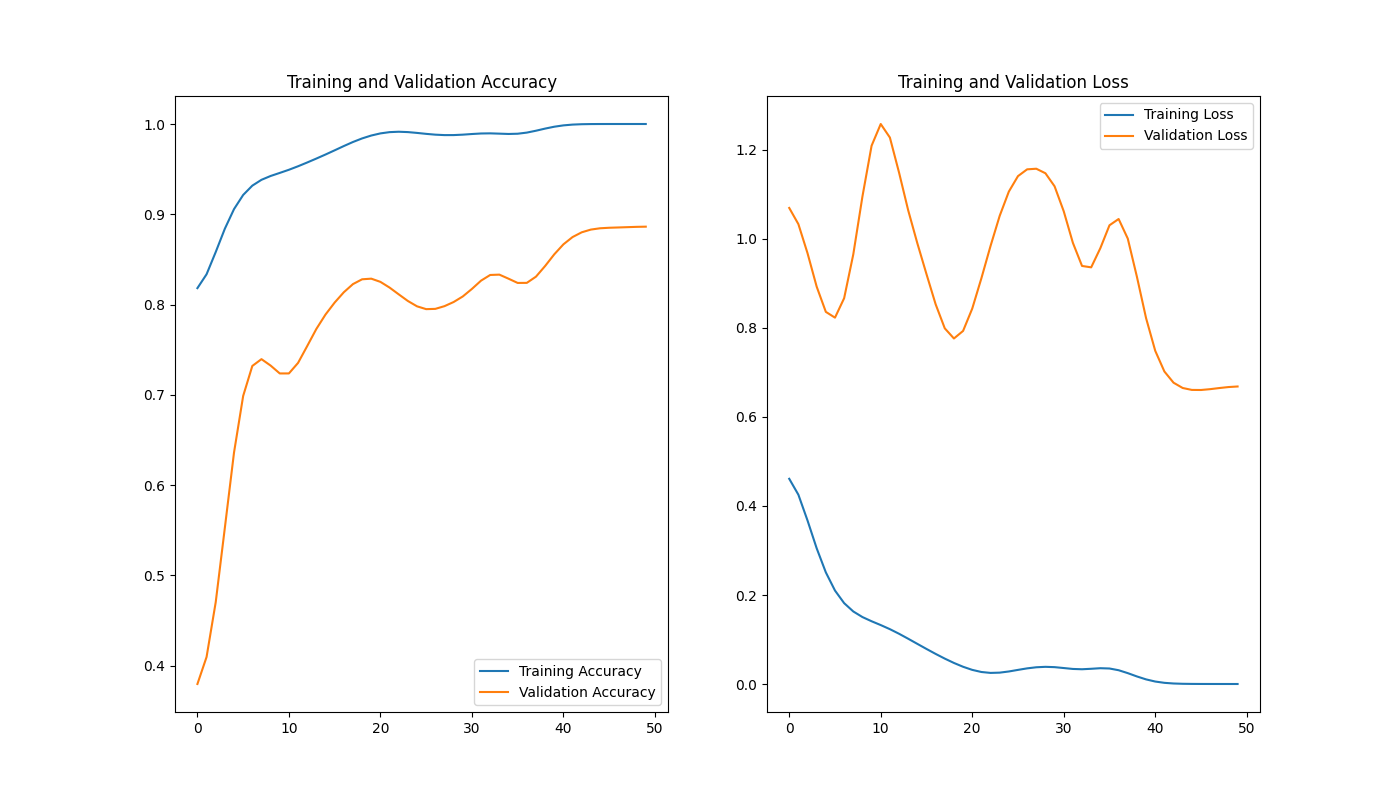 Training and Validation Accuracy
1.0
0.9
0.8
0.7
0.6
0.5
0.4
0 10 20 30 40 50
Training Accuracy
Validation Accuracy
Training and Validation Loss
1.2
1.0
0.8
0.6
0.4
0.2
0.0
0 10 20 30 40 50
Training Loss
Validation Loss